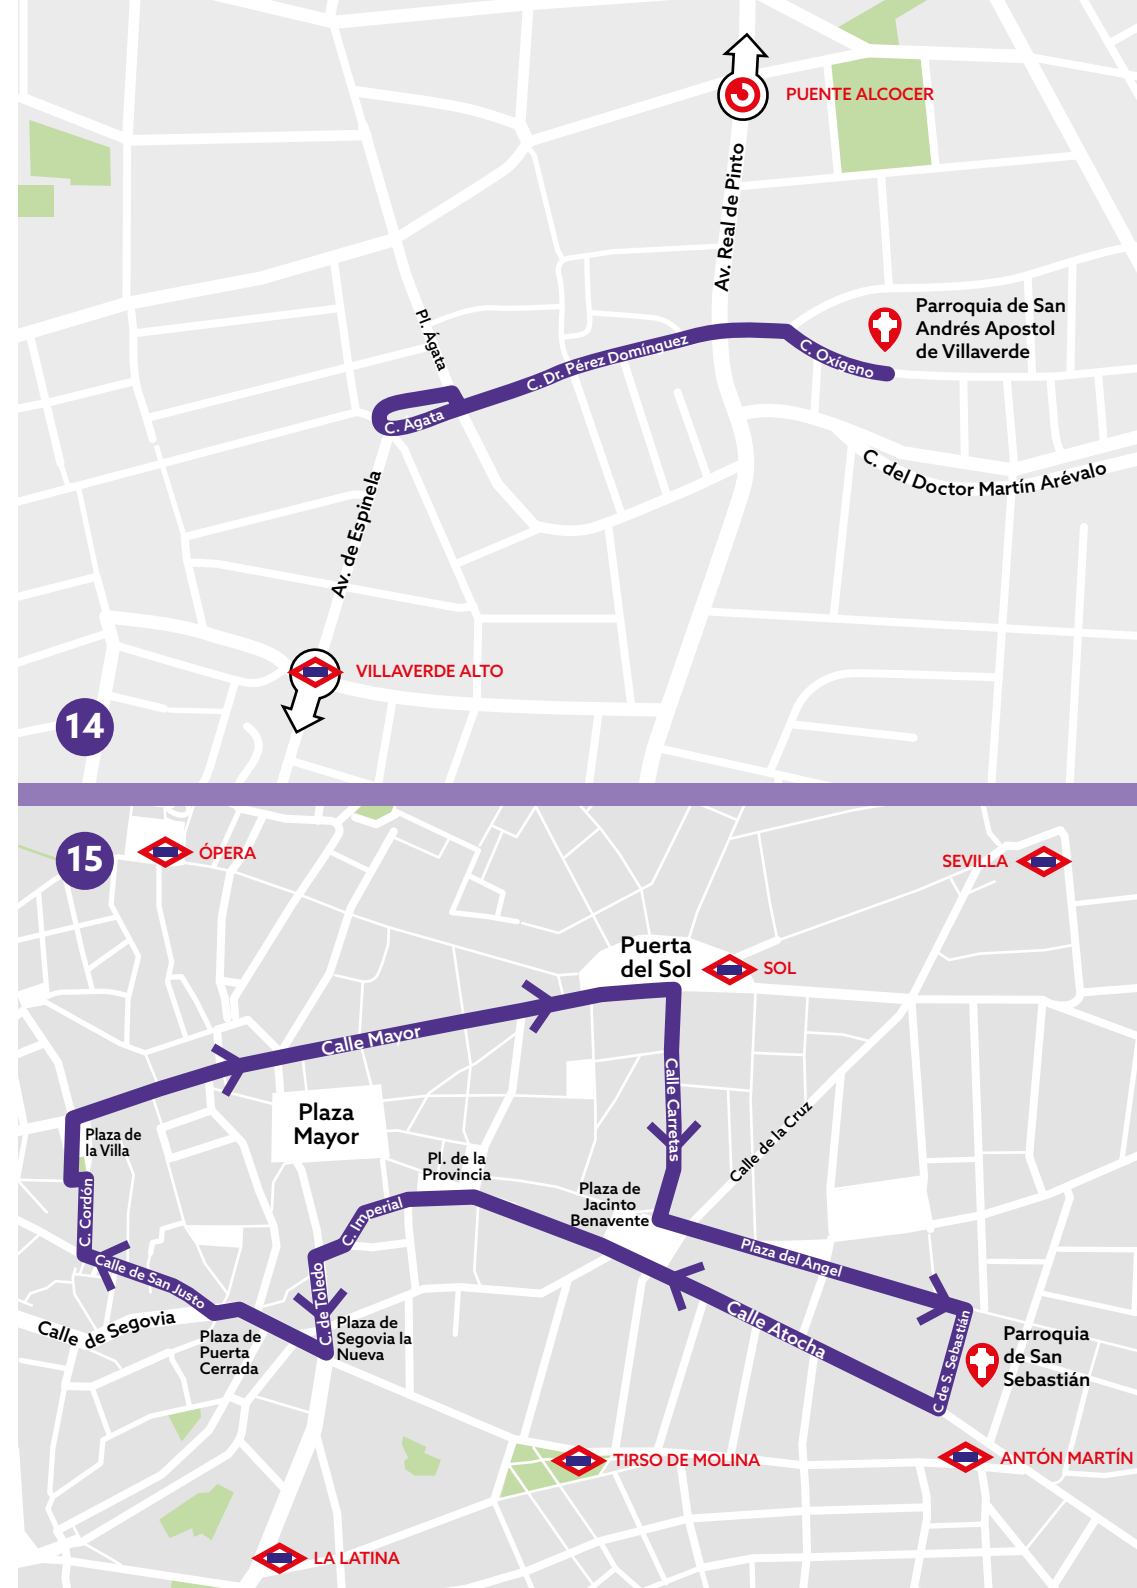 PUENTE ALCOCER
Av. Real de Pinto
Parroquia de San
Andrés Apostol
de Villaverde
Pl. Ágata
C. Dr. Pérez Domínguez
C. Oxígeno
C. Agata
C. del Doctor Martín Arévalo
Av. de Espinela
VILLAVERDE ALTO
14
15
ÓPERA
SEVILLA
Puerta
del Sol
SOL
Calle Mayor
Plaza
Mayor
Calle Carretas
Calle de la Cruz
Plaza de
la Villa
Pl. de la
Provincia
Plaza de
Jacinto
Benavente
C. Cordón
C. Imperial
Plaza del Angel
Calle de San Justo
C. de Toledo
Calle de Segovia
Plaza de
Puerta
Cerrada
Plaza de
Segovia la
Nueva
Calle Atocha
C de S. Sebastián
Parroquia
de San
Sebastián
TIRSO DE MOLINA
ANTÓN MARTÍN
LA LATINA